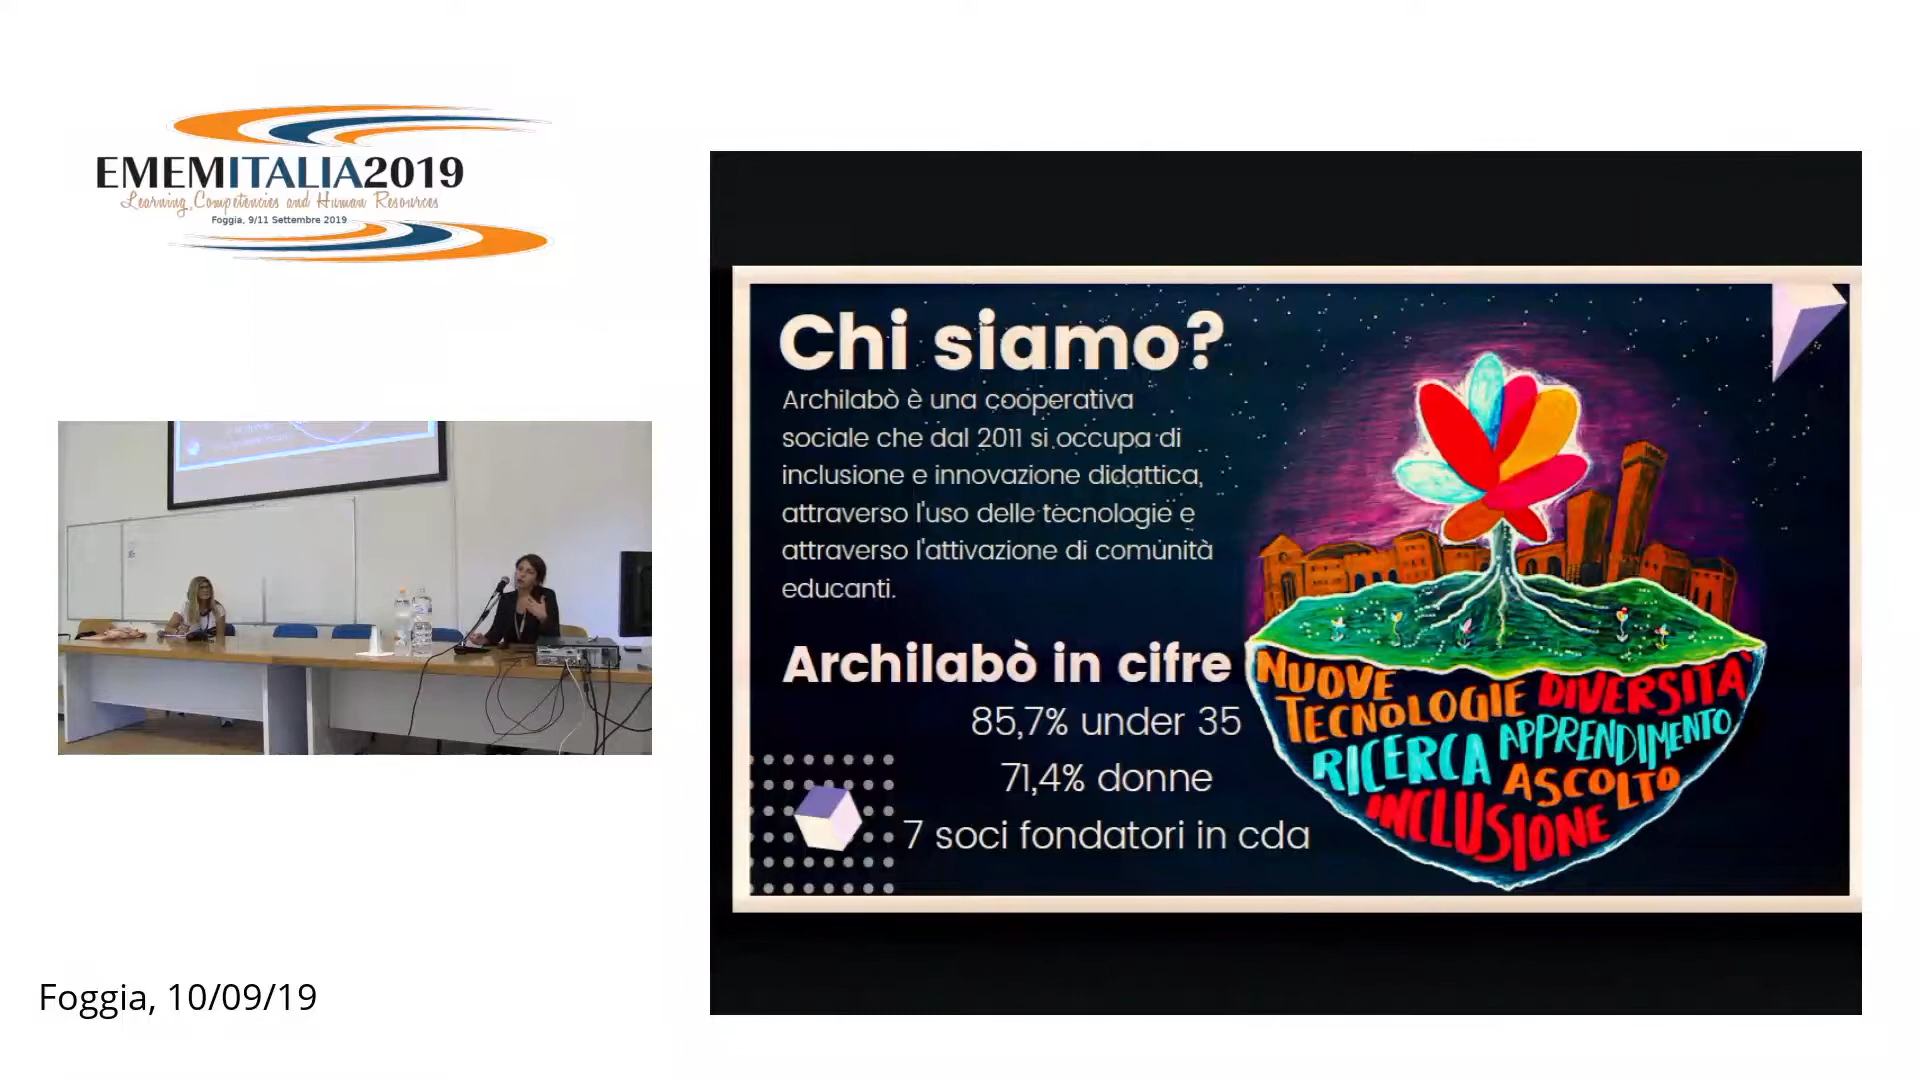 EMEMITALIA2019
Learning, Competencies and Human Resources
Foggia, 9/11 Settembre 2019
Chi siamo?
Archilabò è una cooperativa
sociale che dal 2011 si occupa di
inclusione e innovazione didattica,
attraverso l'uso delle tecnologie e
attraverso l'attivazione di comunità
educanti.
Archilabò in cifre
85,7% under 35
71,4% donne
7 soci fondatori in cda
NUOVE
TECNOLOGIE DIVERSITA'
RICERCA APPRENDIMENTO
ASCOLTO
INCLUSIONE
Foggia, 10/09/19